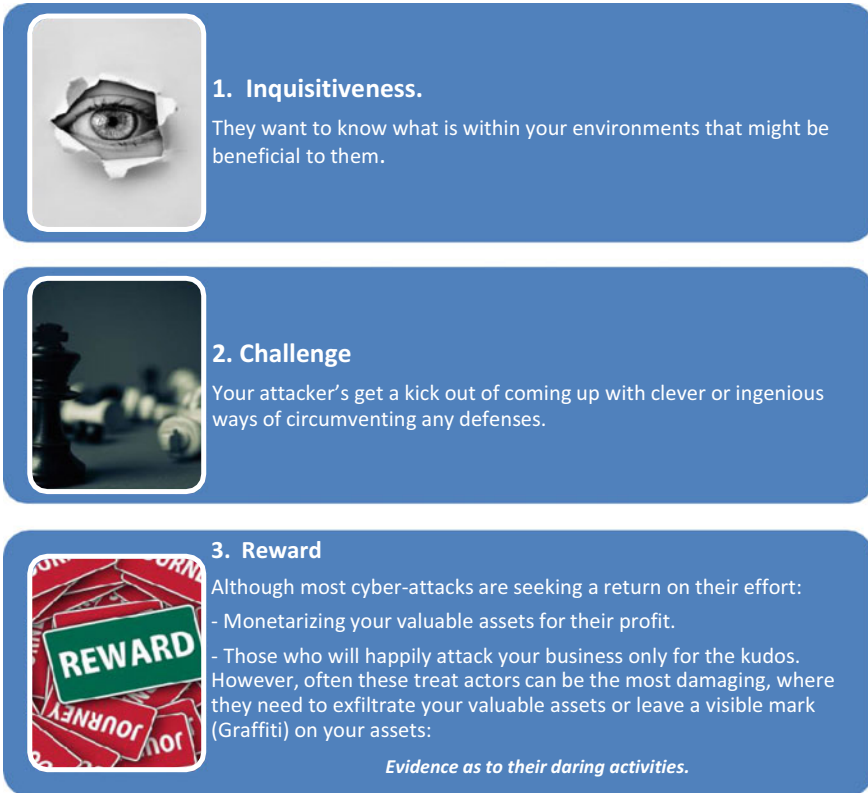 1. Inquisitiveness.
They want to know what is within your environments that might be
beneficial to them.
2. Challenge
Your attacker's get a kick out of coming up with clever or ingenious
ways of circumventing any defenses.
3. Reward
Although most cyber-attacks are seeking a return on their effort:
- Monetarizing your valuable assets for their profit.
- Those who will happily attack your business only for the kudos.
However, often these treat actors can be the most damaging, where
they need to exfiltrate your valuable assets or leave a visible mark
(Graffiti) on your assets:
Evidence as to their daring activities.
REWARD
JOURNEY